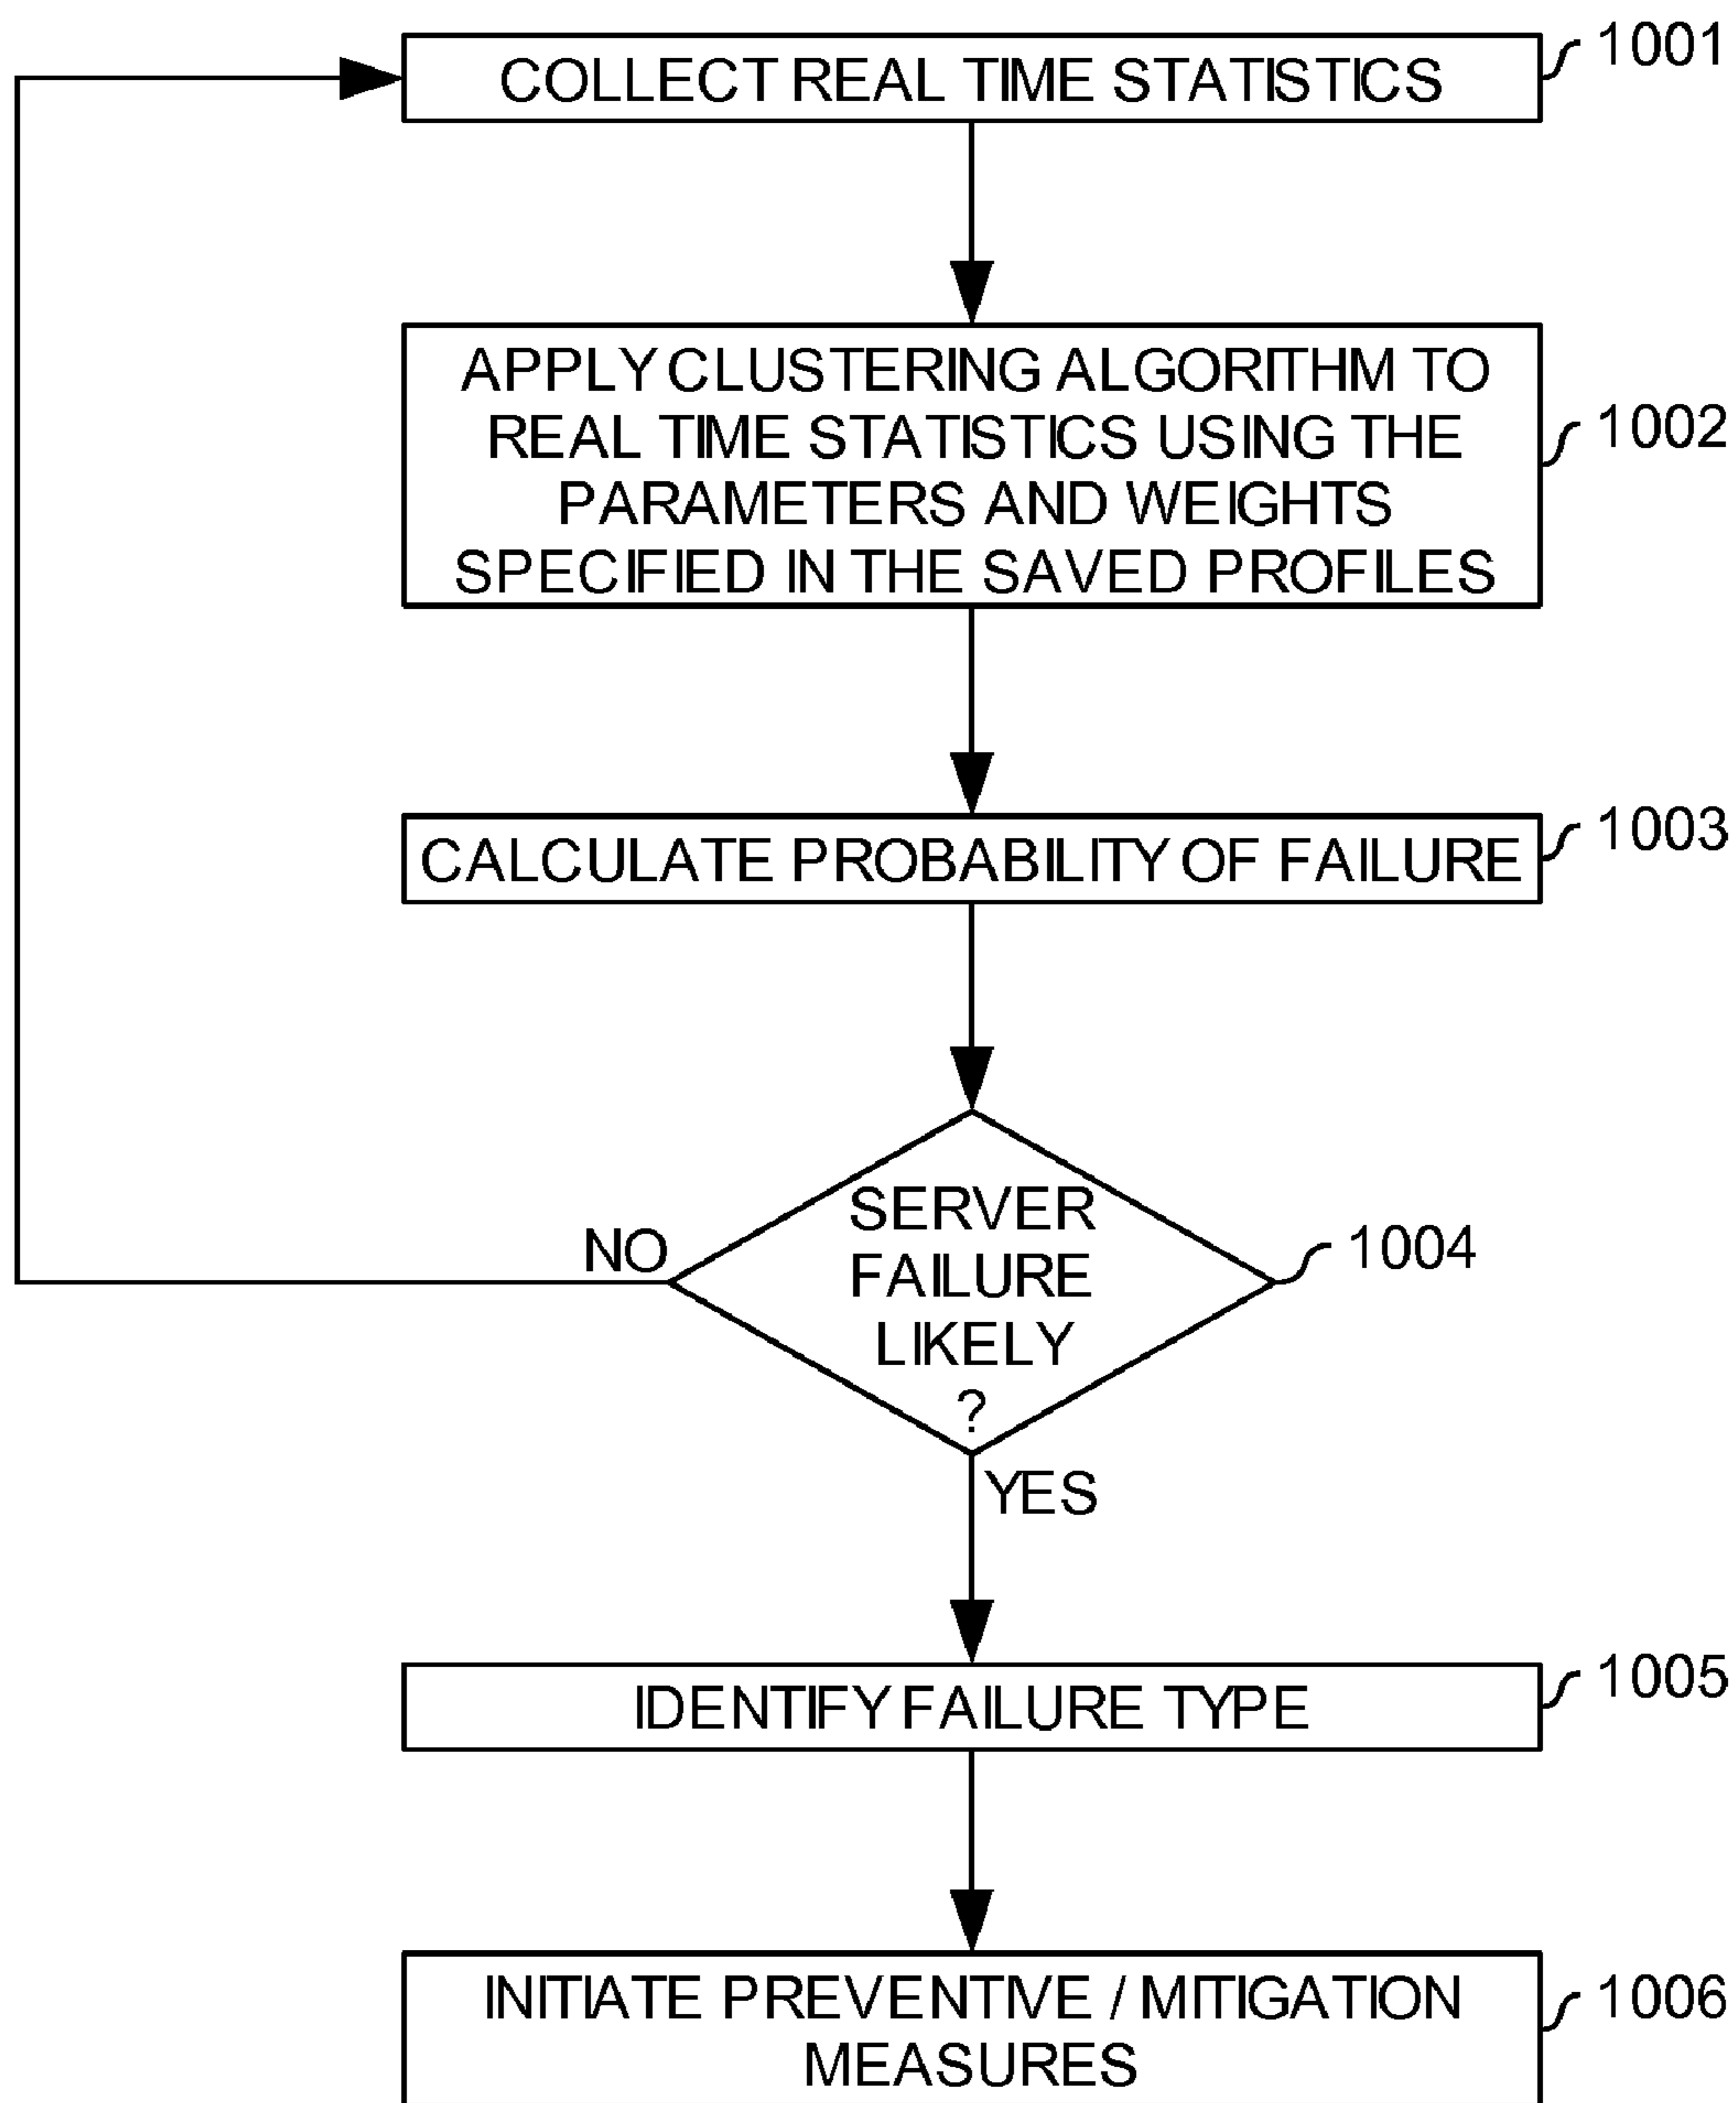 COLLECT REAL TIME STATISTICS
1001
APPLY CLUSTERING ALGORITHM TO
REAL TIME STATISTICS USING THE
PARAMETERS AND WEIGHTS
SPECIFIED IN THE SAVED PROFILES
1002
CALCULATE PROBABILITY OF FAILURE
1003
SERVER
FAILURE
LIKELY
?
1004
NO
YES
IDENTIFY FAILURE TYPE
1005
INITIATE PREVENTIVE / MITIGATION
MEASURES
1006